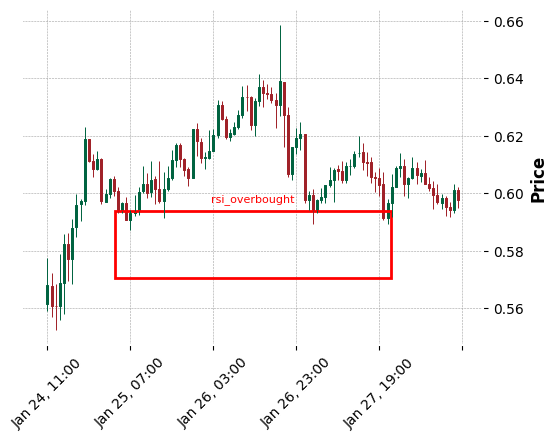 0.66
0.64
0.62
0.60
0.58
0.56
Price
rsi_overbought
Jan 24, 11:00
Jan 25, 07:00
Jan 26, 03:00
Jan 26, 23:00
Jan 27, 19:00